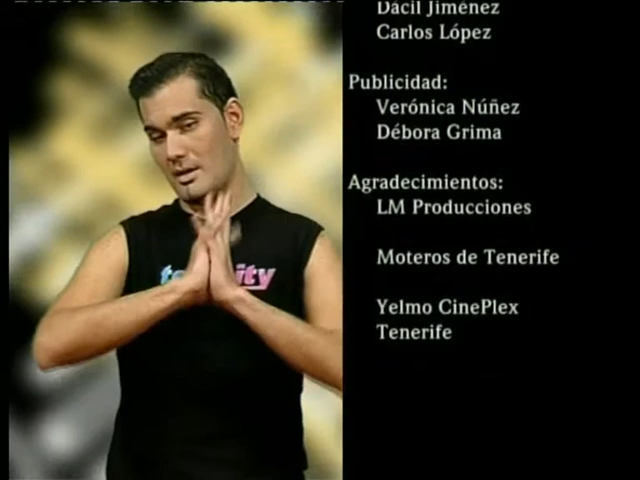 Dácil Jiménez
Carlos López
Publicidad:
Verónica Núñez
Débora Grima
Agradecimientos:
LM Producciones
Moteros de Tenerife
Yelmo CinePlex
Tenerife